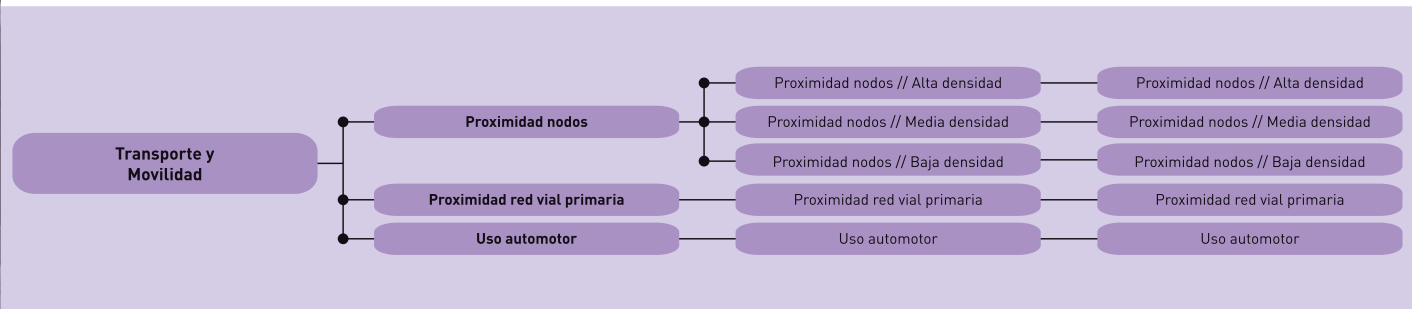 Transporte y
Movilidad
Proximidad nodos
Proximidad nodos // Alta densidad
Proximidad nodos // Alta densidad
Proximidad nodos // Media densidad
Proximidad nodos // Media densidad
Proximidad nodos // Baja densidad
Proximidad nodos // Baja densidad
Proximidad red vial primaria
Proximidad red vial primaria
Proximidad red vial primaria
Uso automotor
Uso automotor
Uso automotor